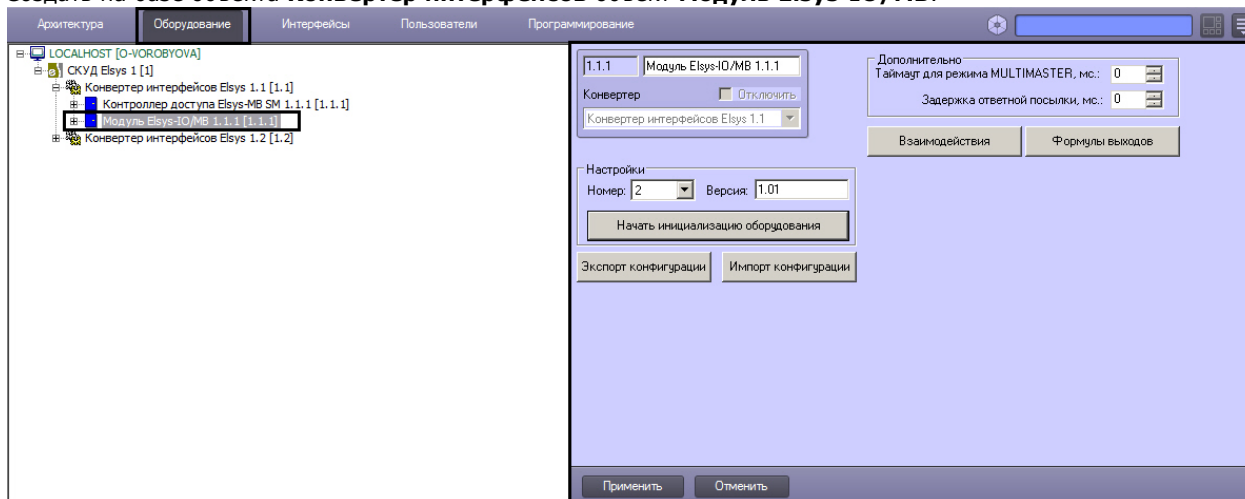 создать на базе объекта Конвертер интерфейсов объект Модуль Elsys-IO/MB.
Архитектура Оборудование Интерфейсы Пользователи Программирование
LOCALHOST [O-VOROBYOVA]
СКУД Elsys 1 [1]
Конвертер интерфейсов Elsys 1.1 [1.1]
Контроллер доступа Elsys-MB SM 1.1.1 [1.1.1]
Модуль Elsys-IO/MB 1.1.1 [1.1.1]
Конвертер интерфейсов Elsys 1.2 [1.2]
1.1.1 Модуль Elsys-IO/MB 1.1.1
Конвертер Отключить
Конвертер интерфейсов Elsys 1.1
Настройки
Номер: 2 Версия: 1.01
Начать инициализацию оборудования
Экспорт конфигурации Импорт конфигурации
Дополнительно
Таймаут для режима MULTIMASTER, мс.: 0
Задержка ответной посылки, мс.: 0
Взаимодействия Формулы выходов
Применить Отменить